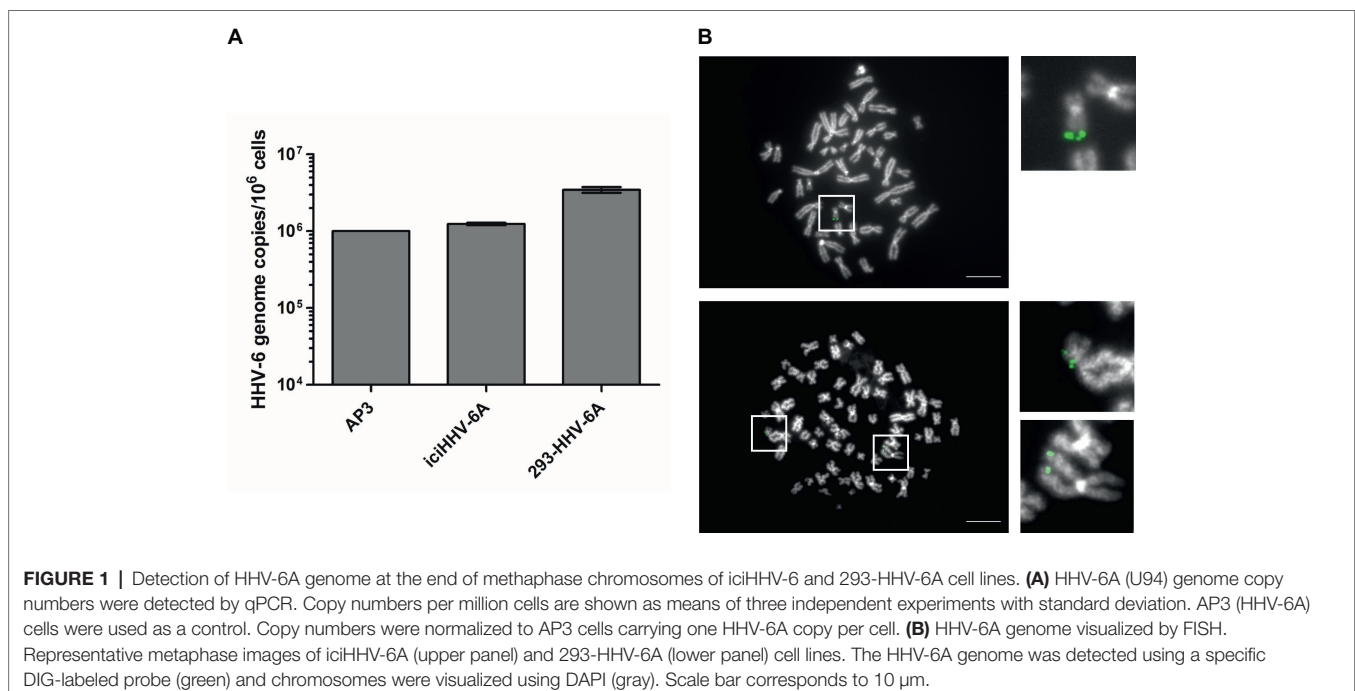 A
B
HHV-6 genome copies/10⁶ cells
10⁷
10⁶
10⁵
10⁴
AP3
iciHHV-6A
293-HHV-6A
FIGURE 1 | Detection of HHV-6A genome at the end of methaphase chromosomes of iciHHV-6 and 293-HHV-6A cell lines. (A) HHV-6A (U94) genome copy
numbers were detected by qPCR. Copy numbers per million cells are shown as means of three independent experiments with standard deviation. AP3 (HHV-6A)
cells were used as a control. Copy numbers were normalized to AP3 cells carrying one HHV-6A copy per cell. (B) HHV-6A genome visualized by FISH.
Representative metaphase images of iciHHV-6A (upper panel) and 293-HHV-6A (lower panel) cell lines. The HHV-6A genome was detected using a specific
DIG-labeled probe (green) and chromosomes were visualized using DAPI (gray). Scale bar corresponds to 10 μm.